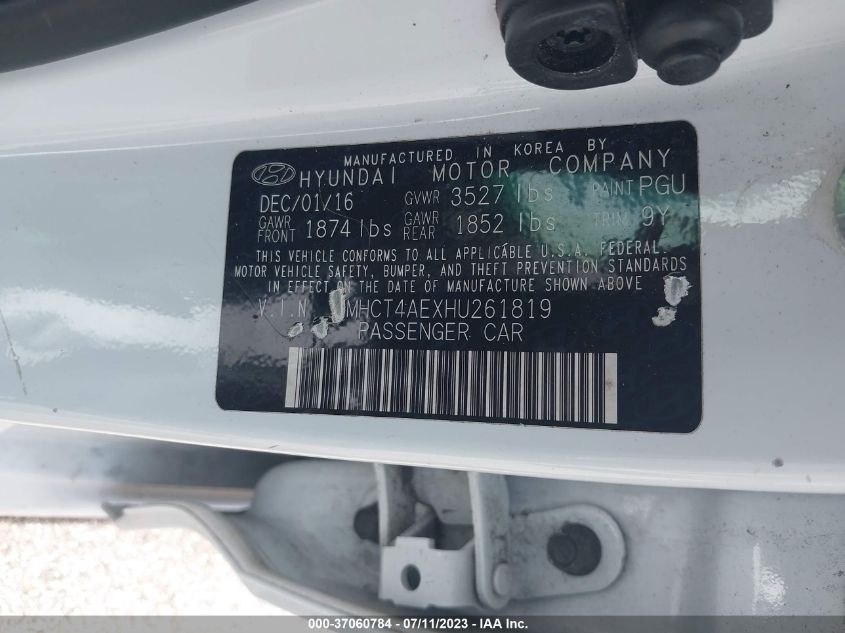 MANUFACTURED IN KOREA BY
HYUNDAI MOTOR COMPANY
DEC/01/16 GVWR 3527 lbs PAINT PGU
GAWR FRONT 1874 lbs GAWR REAR 1852 lbs TRIM 9Y
THIS VEHICLE CONFORMS TO ALL APPLICABLE U.S.A. FEDERAL
MOTOR VEHICLE SAFETY, BUMPER, AND THEFT PREVENTION STANDARDS
IN EFFECT ON THE DATE OF MANUFACTURE SHOWN ABOVE
V.I.N. MHCT4AEXHU261819
PASSENGER CAR
000-37060784 - 07/11/2023 - IAA Inc.